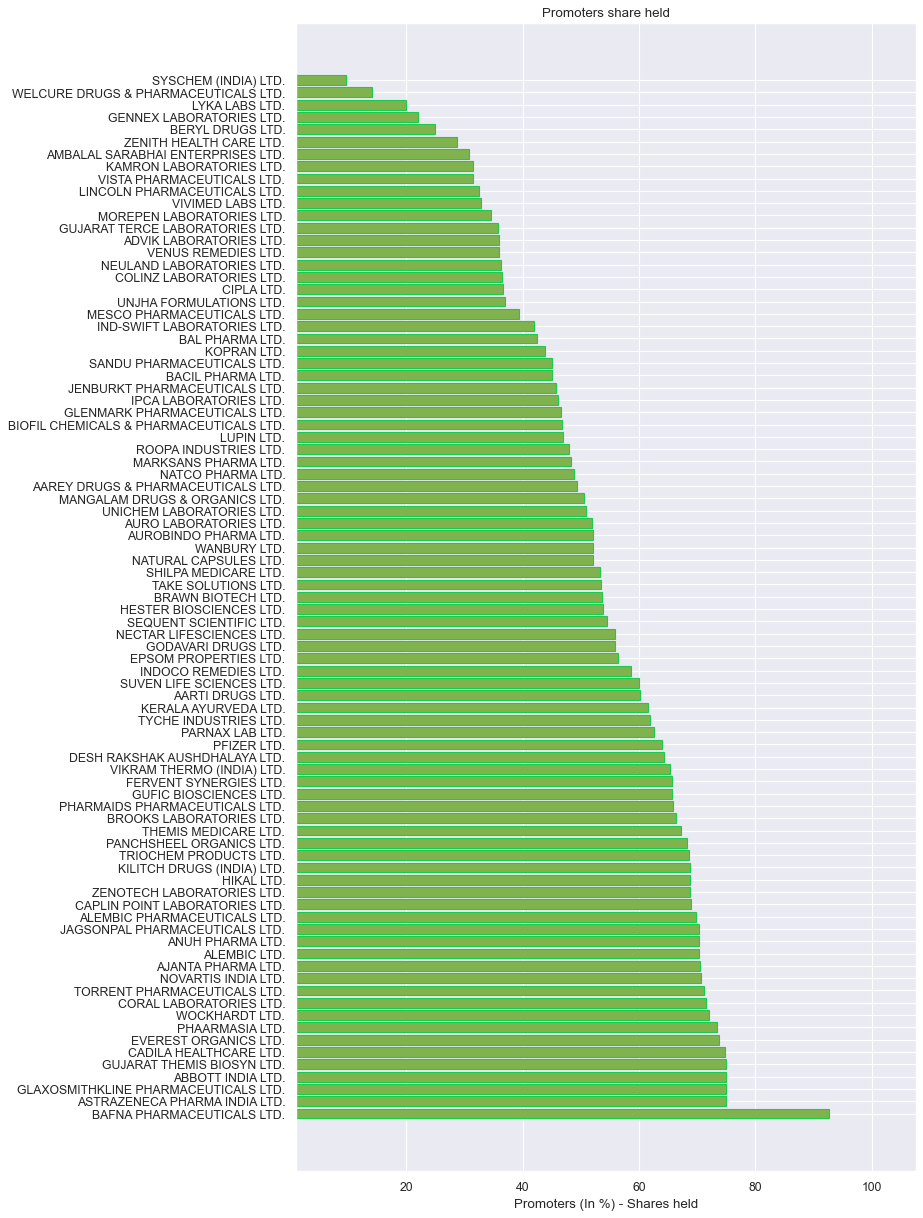 Promoters share held
SYSCHEM (INDIA) LTD.
WELCURE DRUGS & PHARMACEUTICALS LTD.
LYKA LABS LTD.
GENNEX LABORATORIES LTD.
BERYL DRUGS LTD.
ZENITH HEALTH CARE LTD.
AMBALAL SARABHAI ENTERPRISES LTD.
KAMRON LABORATORIES LTD.
VISTA PHARMACEUTICALS LTD.
LINCOLN PHARMACEUTICALS LTD.
VIVIMED LABS LTD.
MOREPEN LABORATORIES LTD.
GUJARAT TERCE LABORATORIES LTD.
ADVIK LABORATORIES LTD.
VENUS REMEDIES LTD.
NEULAND LABORATORIES LTD.
COLINZ LABORATORIES LTD.
CIPLA LTD.
UNJHA FORMULATIONS LTD.
MESCO PHARMACEUTICALS LTD.
IND-SWIFT LABORATORIES LTD.
BAL PHARMA LTD.
KOPRAN LTD.
SANDU PHARMACEUTICALS LTD.
BACIL PHARMA LTD.
JENBURKT PHARMACEUTICALS LTD.
IPCA LABORATORIES LTD.
GLENMARK PHARMACEUTICALS LTD.
BIOFIL CHEMICALS & PHARMACEUTICALS LTD.
LUPIN LTD.
ROOPA INDUSTRIES LTD.
MARKSANS PHARMA LTD.
NATCO PHARMA LTD.
AAREY DRUGS & PHARMACEUTICALS LTD.
MANGALAM DRUGS & ORGANICS LTD.
UNICHEM LABORATORIES LTD.
AURO LABORATORIES LTD.
AUROBINDO PHARMA LTD.
WANBURY LTD.
NATURAL CAPSULES LTD.
SHILPA MEDICARE LTD.
TAKE SOLUTIONS LTD.
BRAWN BIOTECH LTD.
HESTER BIOSCIENCES LTD.
SEQUENT SCIENTIFIC LTD.
NECTAR LIFESCIENCES LTD.
GODAVARI DRUGS LTD.
EPSOM PROPERTIES LTD.
INDOCO REMEDIES LTD.
SUVEN LIFE SCIENCES LTD.
AARTI DRUGS LTD.
KERALA AYURVEDA LTD.
TYCHE INDUSTRIES LTD.
PARNAX LAB LTD.
PFIZER LTD.
DESH RAKSHAK AUSHDHALAYA LTD.
VIKRAM THERMO (INDIA) LTD.
FERVENT SYNERGIES LTD.
GUFIC BIOSCIENCES LTD.
PHARMAIDS PHARMACEUTICALS LTD.
BROOKS LABORATORIES LTD.
THEMIS MEDICARE LTD.
PANCHSHEEL ORGANICS LTD.
TRIOCHEM PRODUCTS LTD.
KILITCH DRUGS (INDIA) LTD.
HIKAL LTD.
ZENOTECH LABORATORIES LTD.
CAPLIN POINT LABORATORIES LTD.
ALEMBIC PHARMACEUTICALS LTD.
JAGSONPAL PHARMACEUTICALS LTD.
ANUH PHARMA LTD.
ALEMBIC LTD.
AJANTA PHARMA LTD.
NOVARTIS INDIA LTD.
TORRENT PHARMACEUTICALS LTD.
CORAL LABORATORIES LTD.
WOCKHARDT LTD.
PHAARMASIA LTD.
EVEREST ORGANICS LTD.
CADILA HEALTHCARE LTD.
GUJARAT THEMIS BIOSYN LTD.
ABBOTT INDIA LTD.
GLAXOSMITHKLINE PHARMACEUTICALS LTD.
ASTRAZENECA PHARMA INDIA LTD.
BAFNA PHARMACEUTICALS LTD.
20 40 60 80 100
Promoters (In %) - Shares held